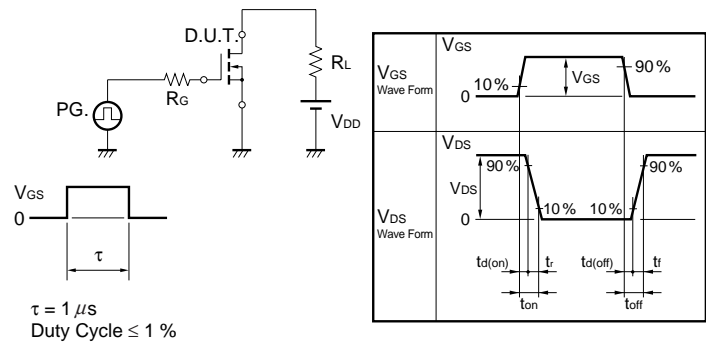 D.U.T.
RL
RG
PG.
VDD
VGS
0
τ
τ = 1 μs
Duty Cycle ≤ 1 %
VGS
Wave Form
VGS
10 %
VGS
90 %
0
VDS
Wave Form
VDS
90 %
90 %
VDS
10 %
10 %
0
td(on)
tr
td(off)
tf
ton
toff